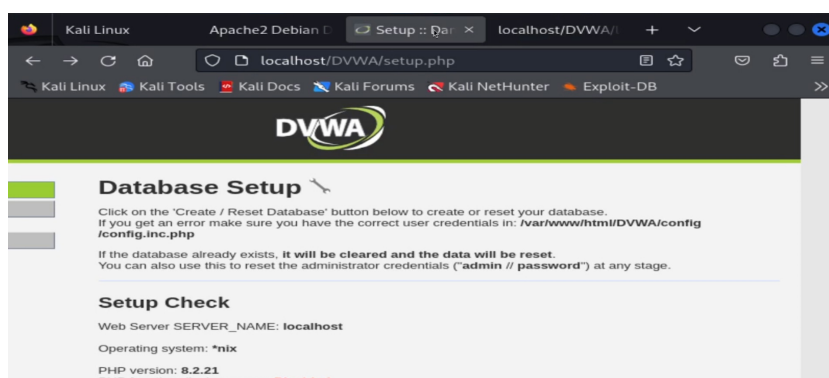 Kali Linux
Apache2 Debian D
Setup :: Dar
localhost/DVWA/
localhost/DVWA/setup.php
Kali Linux
Kali Tools
Kali Docs
Kali Forums
Kali NetHunter
Exploit-DB
DVWA
Database Setup
Click on the 'Create / Reset Database' button below to create or reset your database.
If you get an error make sure you have the correct user credentials in: /var/www/html/DVWA/config
/config.inc.php
If the database already exists, it will be cleared and the data will be reset.
You can also use this to reset the administrator credentials ("admin // password") at any stage.
Setup Check
Web Server SERVER_NAME: localhost
Operating system: *nix
PHP version: 8.2.21